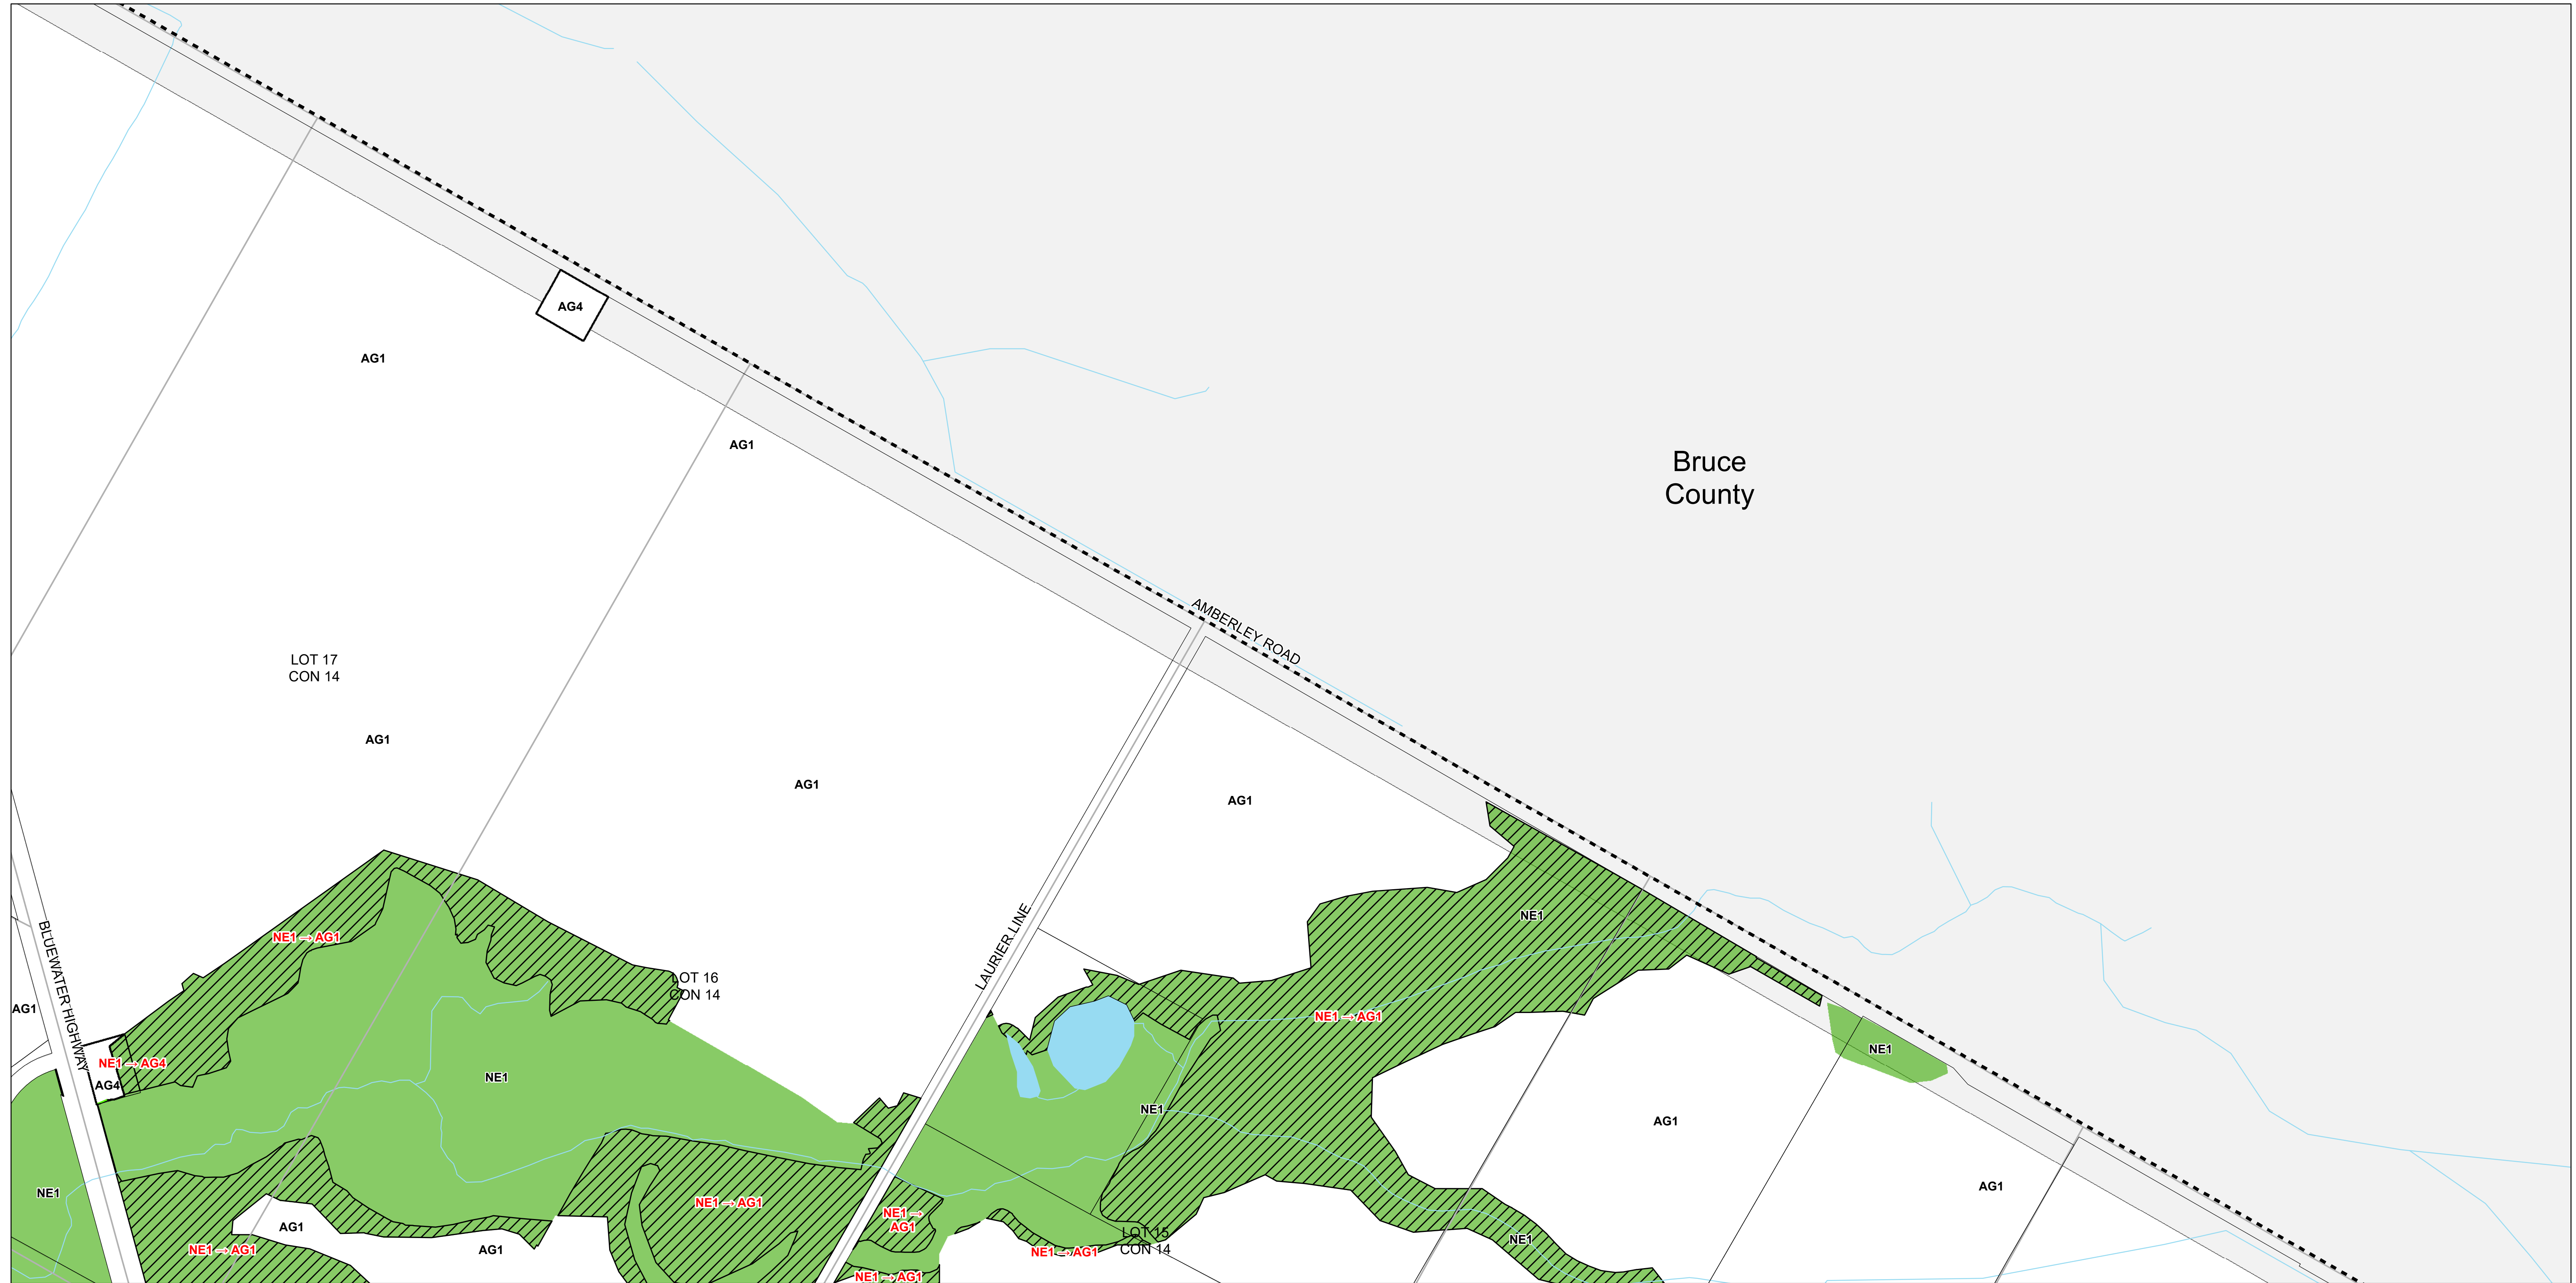 AG4
AG1
AG1
Bruce
County
AMBERLEY ROAD
LOT 17
CON 14
AG1
AG1
AG1
NE1
NE1 → AG1
LAURIER LINE
BLUEWATER HIGHWAY
LOT 16
CON 14
AG1
NE1 → AG1
NE1
NE1 → AG4
AG4
NE1
NE1
AG1
NE1
AG1
NE1 → AG1
NE1 →
AG1
AG1
NE1 → AG1
AG1
NE1 → AG1
LOT 15
CON 14
NE1
NE1 → AG1